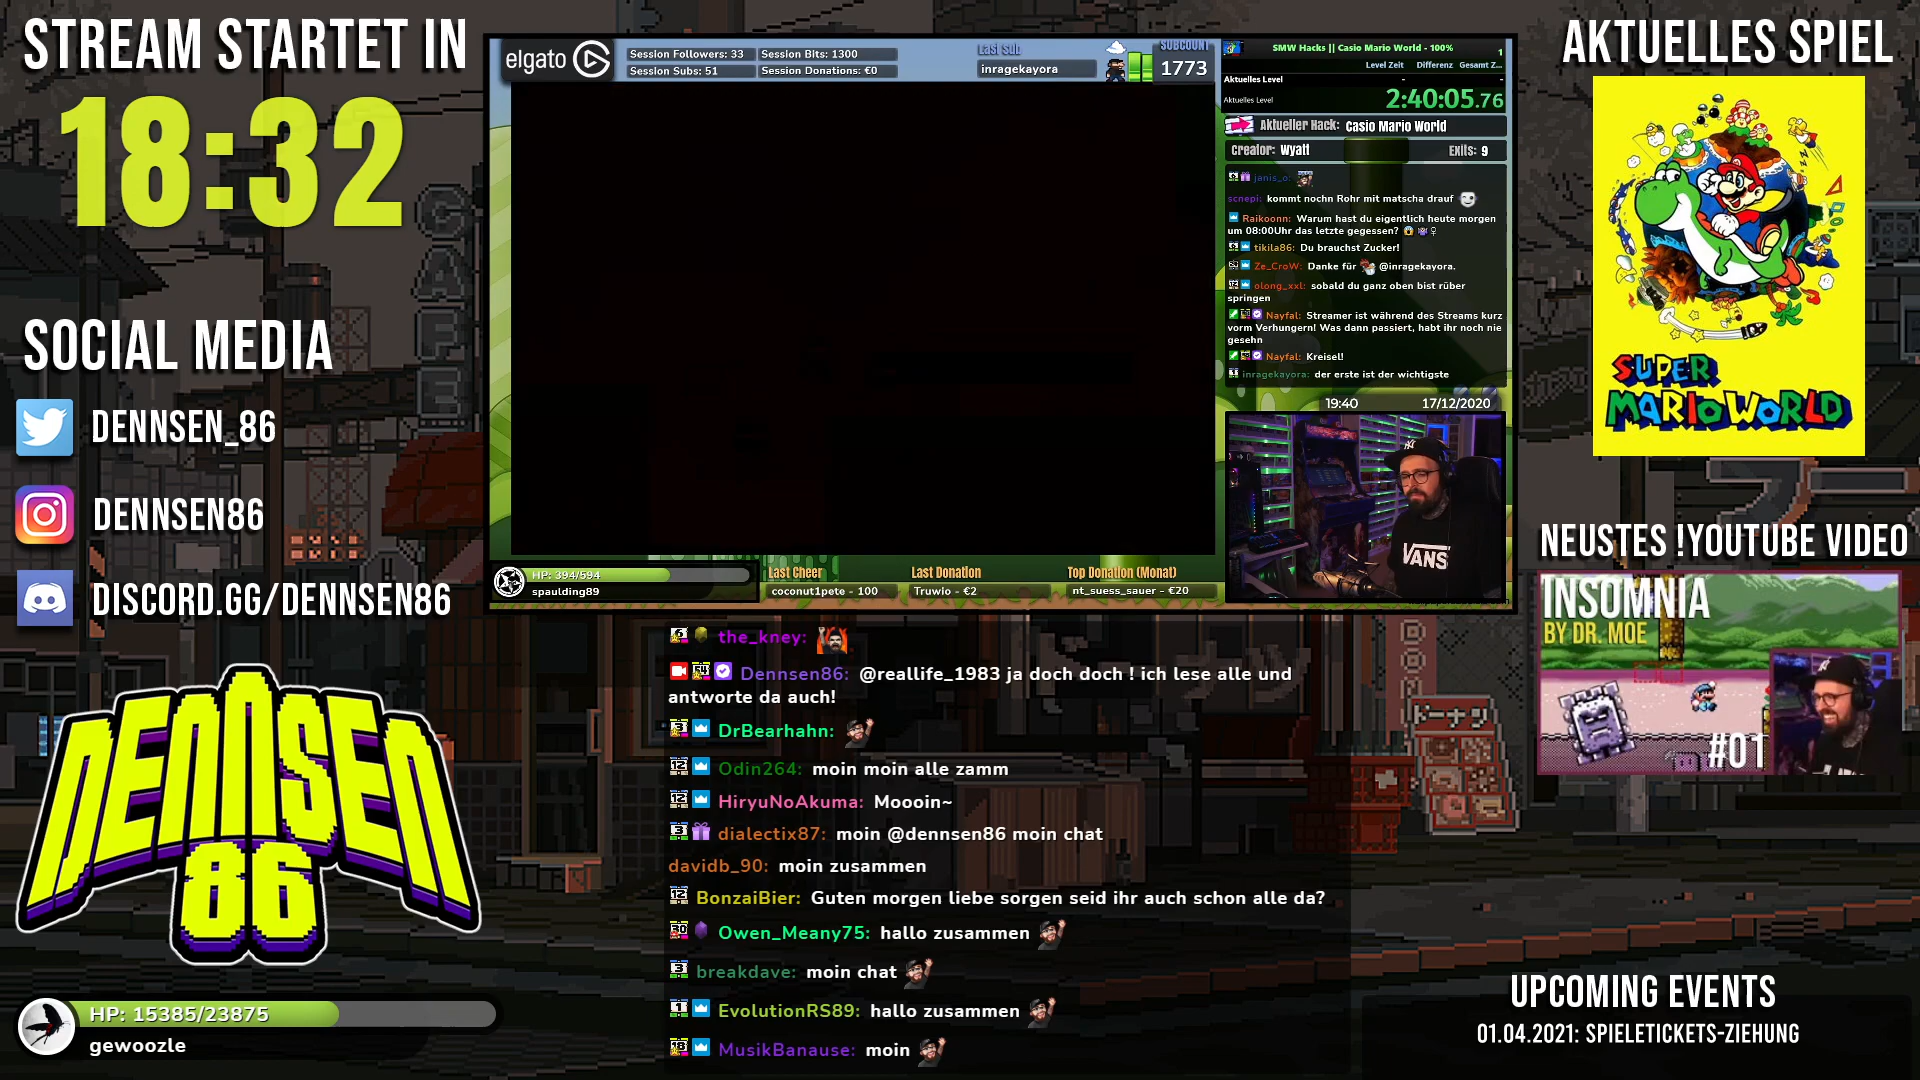 STREAM STARTET IN
18:32
SOCIAL MEDIA
DENNSEN_86
DENNSEN86
DISCORD.GG/DENNSEN86
DENNSEN
86
HP: 15385/23875
gewoozle
elgato
Session Followers: 33
Session Bits: 1300
Session Subs: 51
Session Donations: €0
Last Sub
inragekayora
SUBCOUNT
1773
SMW Hacks || Casio Mario World - 100%
1
Level Zeit Differenz Gesamt Z...
Aktuelles Level - -
Aktuelles Level 2:40:05.76
Aktueller Hack: Casio Mario World
Creator: Wyatt
Exits: 9
janis_o:
scnepi: kommt nochn Rohr mit matscha drauf
Raikoonn: Warum hast du eigentlich heute morgen
um 08:00Uhr das letzte gegessen?
tikila86: Du brauchst Zucker!
Ze_CroW: Danke für @inragekayora.
olong_xxl: sobald du ganz oben bist rüber
springen
Nayfal: Streamer ist während des Streams kurz
vorm Verhungern! Was dann passiert, habt ihr noch nie
gesehn
Nayfal: Kreisel!
inragekayora: der erste ist der wichtigste
19:40 17/12/2020
VANS
HP: 394/594
spaulding89
Last Cheer
coconut1pete - 100
Last Donation
Truwio - €2
Top Donation (Monat)
nt_suess_sauer - €20
the_kney:
Dennsen86: @reallife_1983 ja doch doch ! ich lese alle und
antworte da auch!
DrBearhahn:
Odin264: moin moin alle zamm
HiryuNoAkuma: Moooin~
dialectix87: moin @dennsen86 moin chat
davidb_90: moin zusammen
BonzaiBier: Guten morgen liebe sorgen seid ihr auch schon alle da?
Owen_Meany75: hallo zusammen
breakdave: moin chat
EvolutionRS89: hallo zusammen
MusikBanause: moin
AKTUELLES SPIEL
SUPER
MARIO WORLD
NEUSTES !YOUTUBE VIDEO
INSOMNIA
BY DR. MOE
#01
UPCOMING EVENTS
01.04.2021: SPIELETICKETS-ZIEHUNG